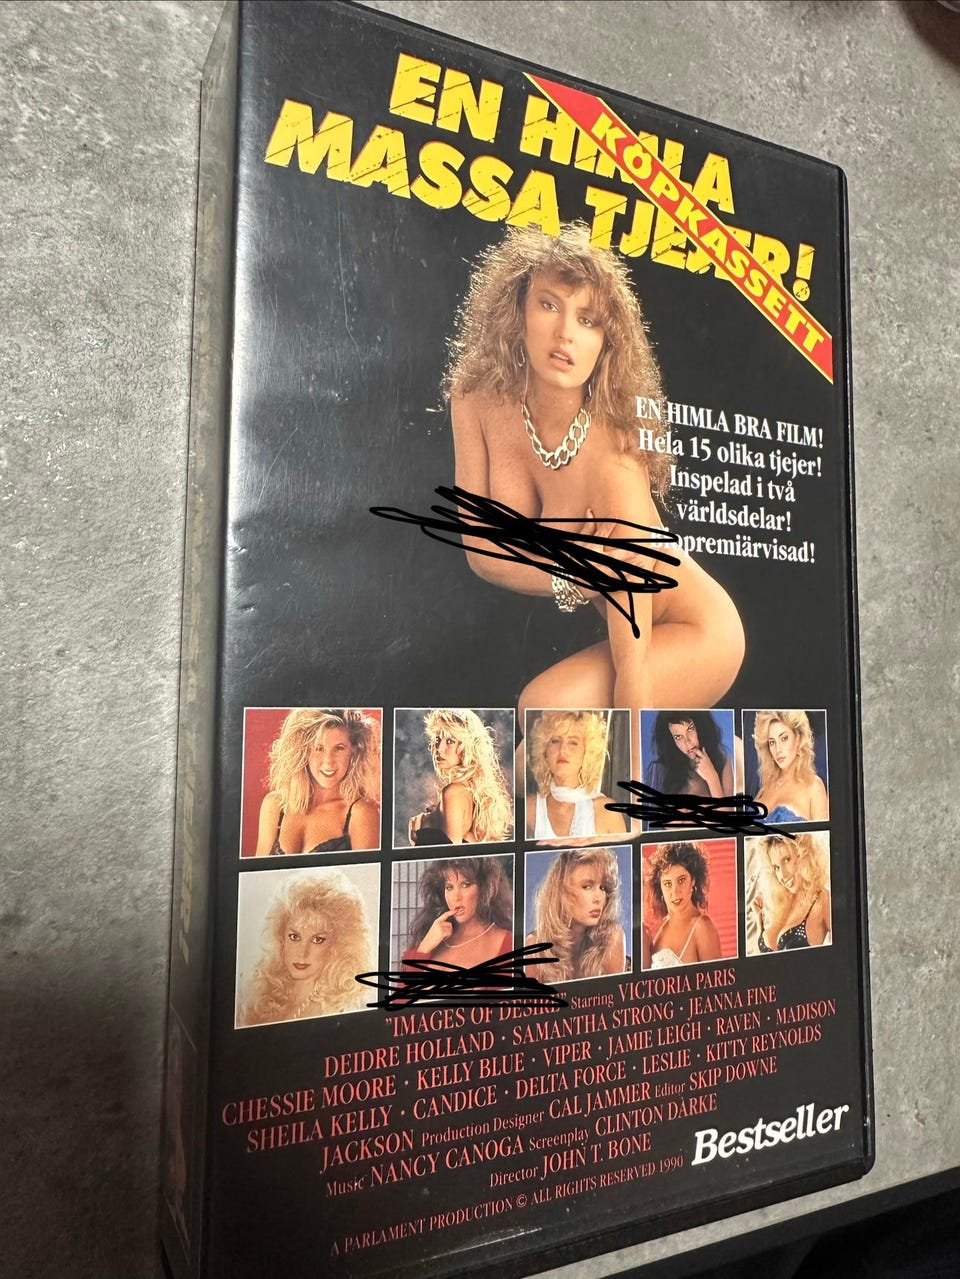 EN HIMLA
MASSA TJEJER!
KÖPKASSETT
EN HIMLA BRA FILM!
Hela 15 olika tjejer!
Inspelad i två
världsdelar!
Biopremiärvisad!
"IMAGES OF DESIRE" Starring VICTORIA PARIS
DEIDRE HOLLAND · SAMANTHA STRONG · JEANNA FINE
CHESSIE MOORE · KELLY BLUE · VIPER · JAMIE LEIGH · RAVEN · MADISON
SHEILA KELLY · CANDICE · DELTA FORCE · LESLIE · KITTY REYNOLDS
JACKSON Production Designer CAL JAMMER Editor SKIP DOWNE
Music NANCY CANOGA Screenplay CLINTON DARKE
Director JOHN T. BONE
A PARLAMENT PRODUCTION © ALL RIGHTS RESERVED 1990
Bestseller